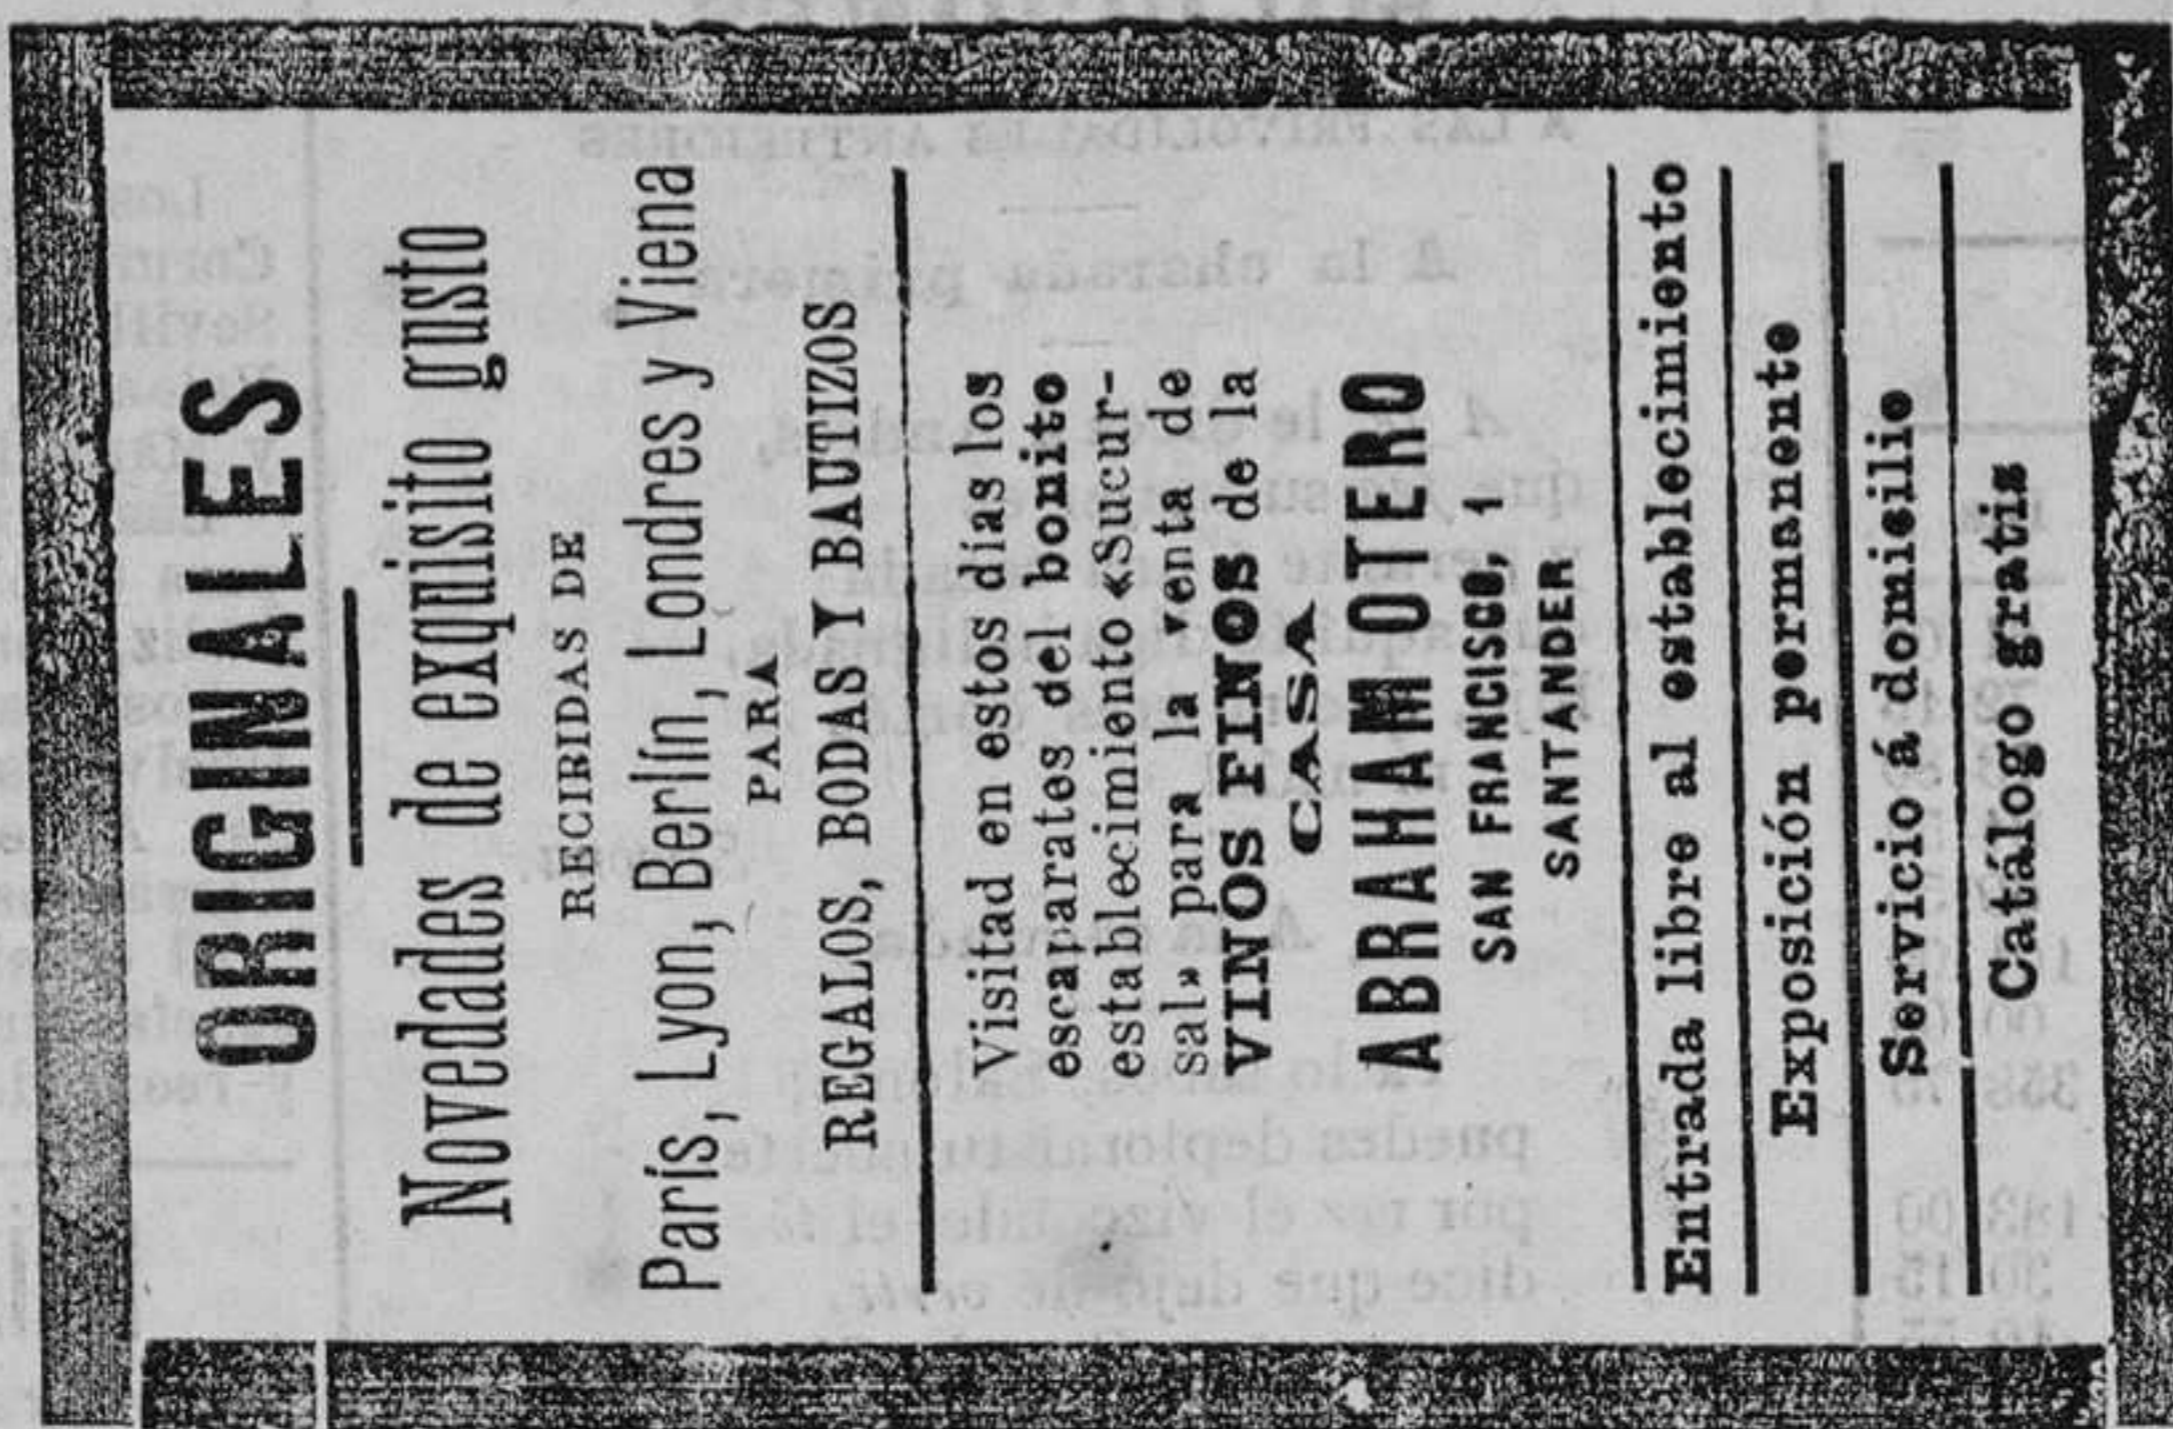 ORIGINALES
Novedades de exquisito gusto
RECIBIDAS DE
París, Lyon, Berlín, Londres y Viena
PARA
REGALOS, BODAS Y BAUTIZOS
Visitad en estos días los
escaparates del bonito
establecimiento «Sucur-
sal» para la venta de
VINOS FINOS de la
CASA
ABRAHAM OTERO
SAN FRANCISCO, 1
SANTANDER
Entrada libre al establecimiento
Exposición permanente
Servicio á domicilio
Catálogo gratis